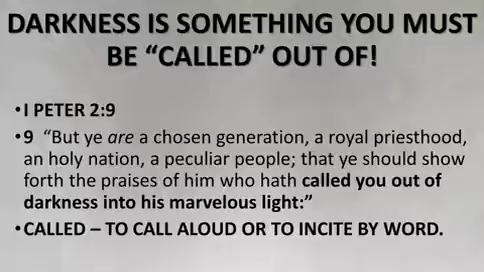 DARKNESS IS SOMETHING YOU MUST
BE “CALLED” OUT OF!
•I PETER 2:9
•9 “But ye are a chosen generation, a royal priesthood,
an holy nation, a peculiar people; that ye should show
forth the praises of him who hath called you out of
darkness into his marvelous light:”
•CALLED – TO CALL ALOUD OR TO INCITE BY WORD.